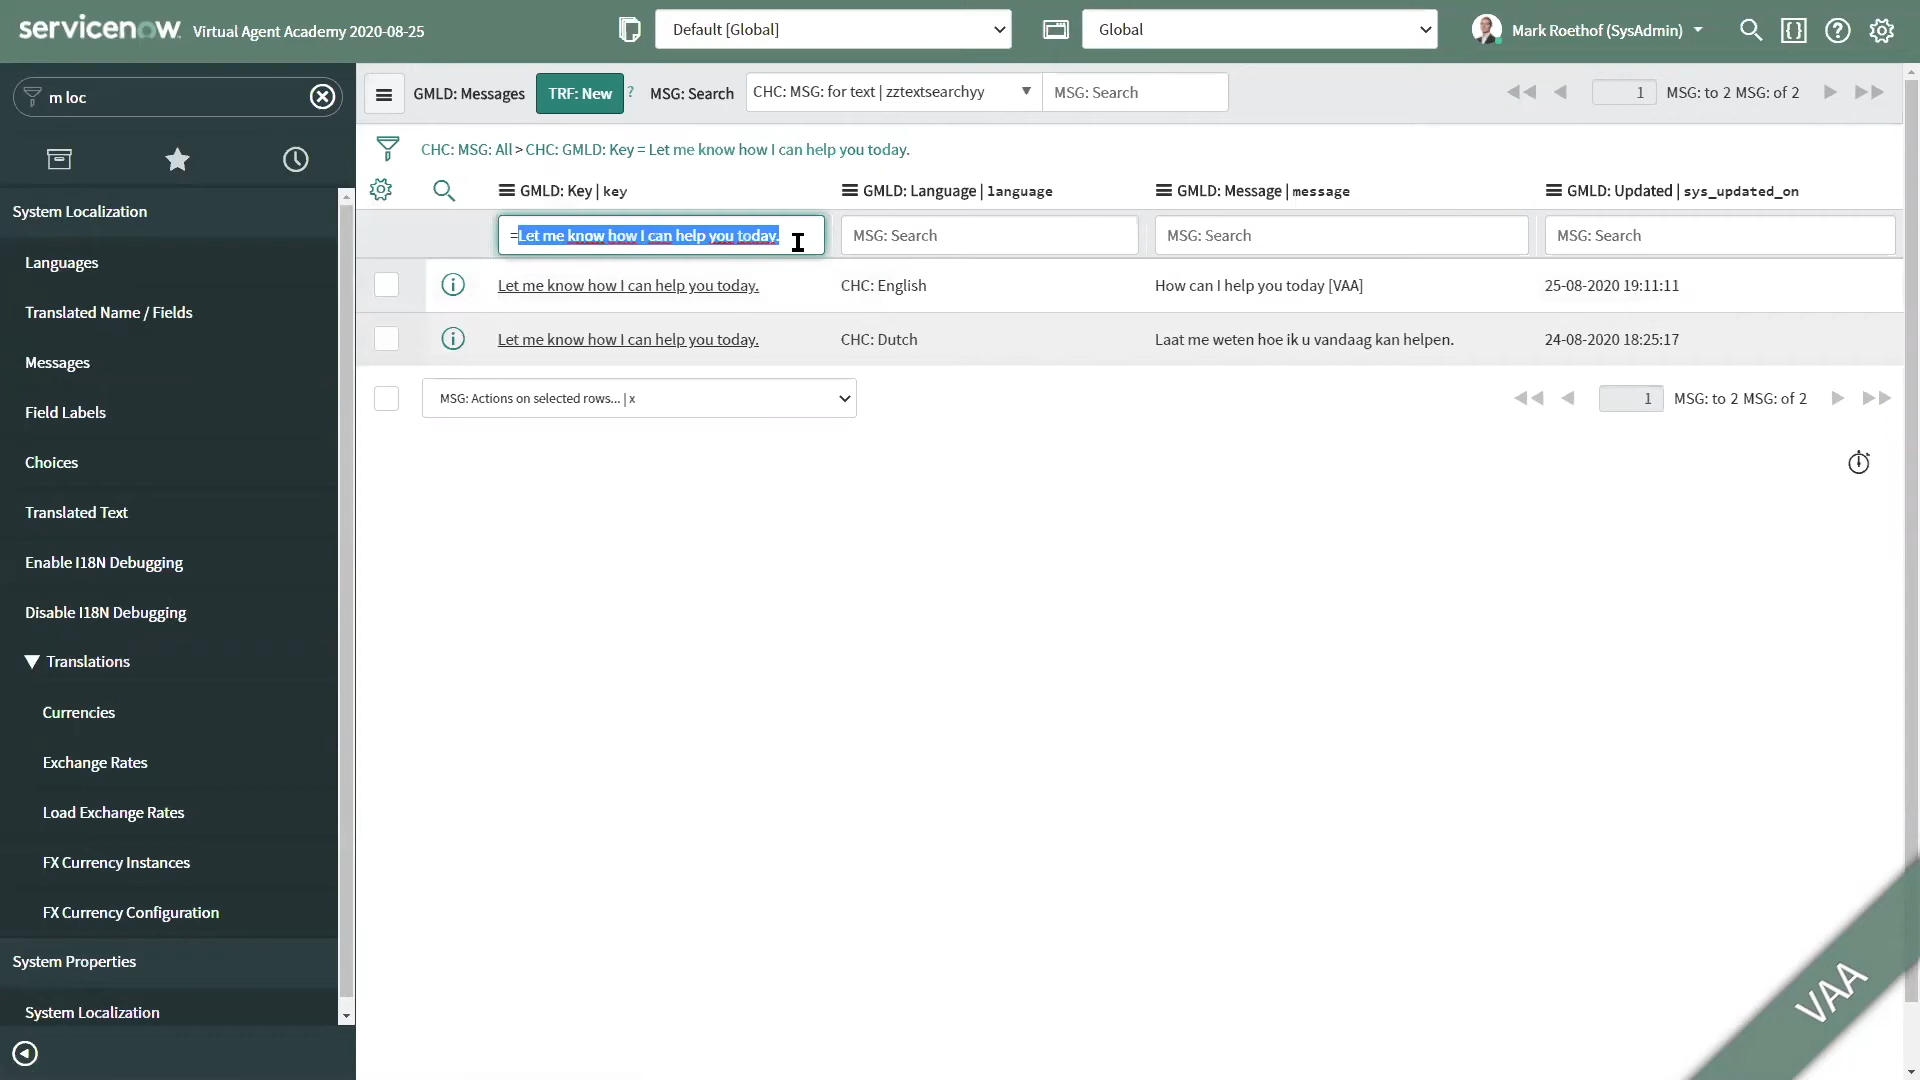 servicenow Virtual Agent Academy 2020-08-25 Default [Global] Global Mark Roethof (SysAdmin)
m loc
System Localization
Languages
Translated Name / Fields
Messages
Field Labels
Choices
Translated Text
Enable I18N Debugging
Disable I18N Debugging
Translations
Currencies
Exchange Rates
Load Exchange Rates
FX Currency Instances
FX Currency Configuration
System Properties
System Localization
GMLD: Messages TRF: New ? MSG: Search CHC: MSG: for text | zztextsearchyy MSG: Search 1 MSG: to 2 MSG: of 2
CHC: MSG: All > CHC: GMLD: Key = Let me know how I can help you today.
GMLD: Key | key GMLD: Language | language GMLD: Message | message GMLD: Updated | sys_updated_on
=Let me know how I can help you today. MSG: Search MSG: Search MSG: Search
Let me know how I can help you today. CHC: English How can I help you today [VAA] 25-08-2020 19:11:11
Let me know how I can help you today. CHC: Dutch Laat me weten hoe ik u vandaag kan helpen. 24-08-2020 18:25:17
MSG: Actions on selected rows... | x 1 MSG: to 2 MSG: of 2
VAA